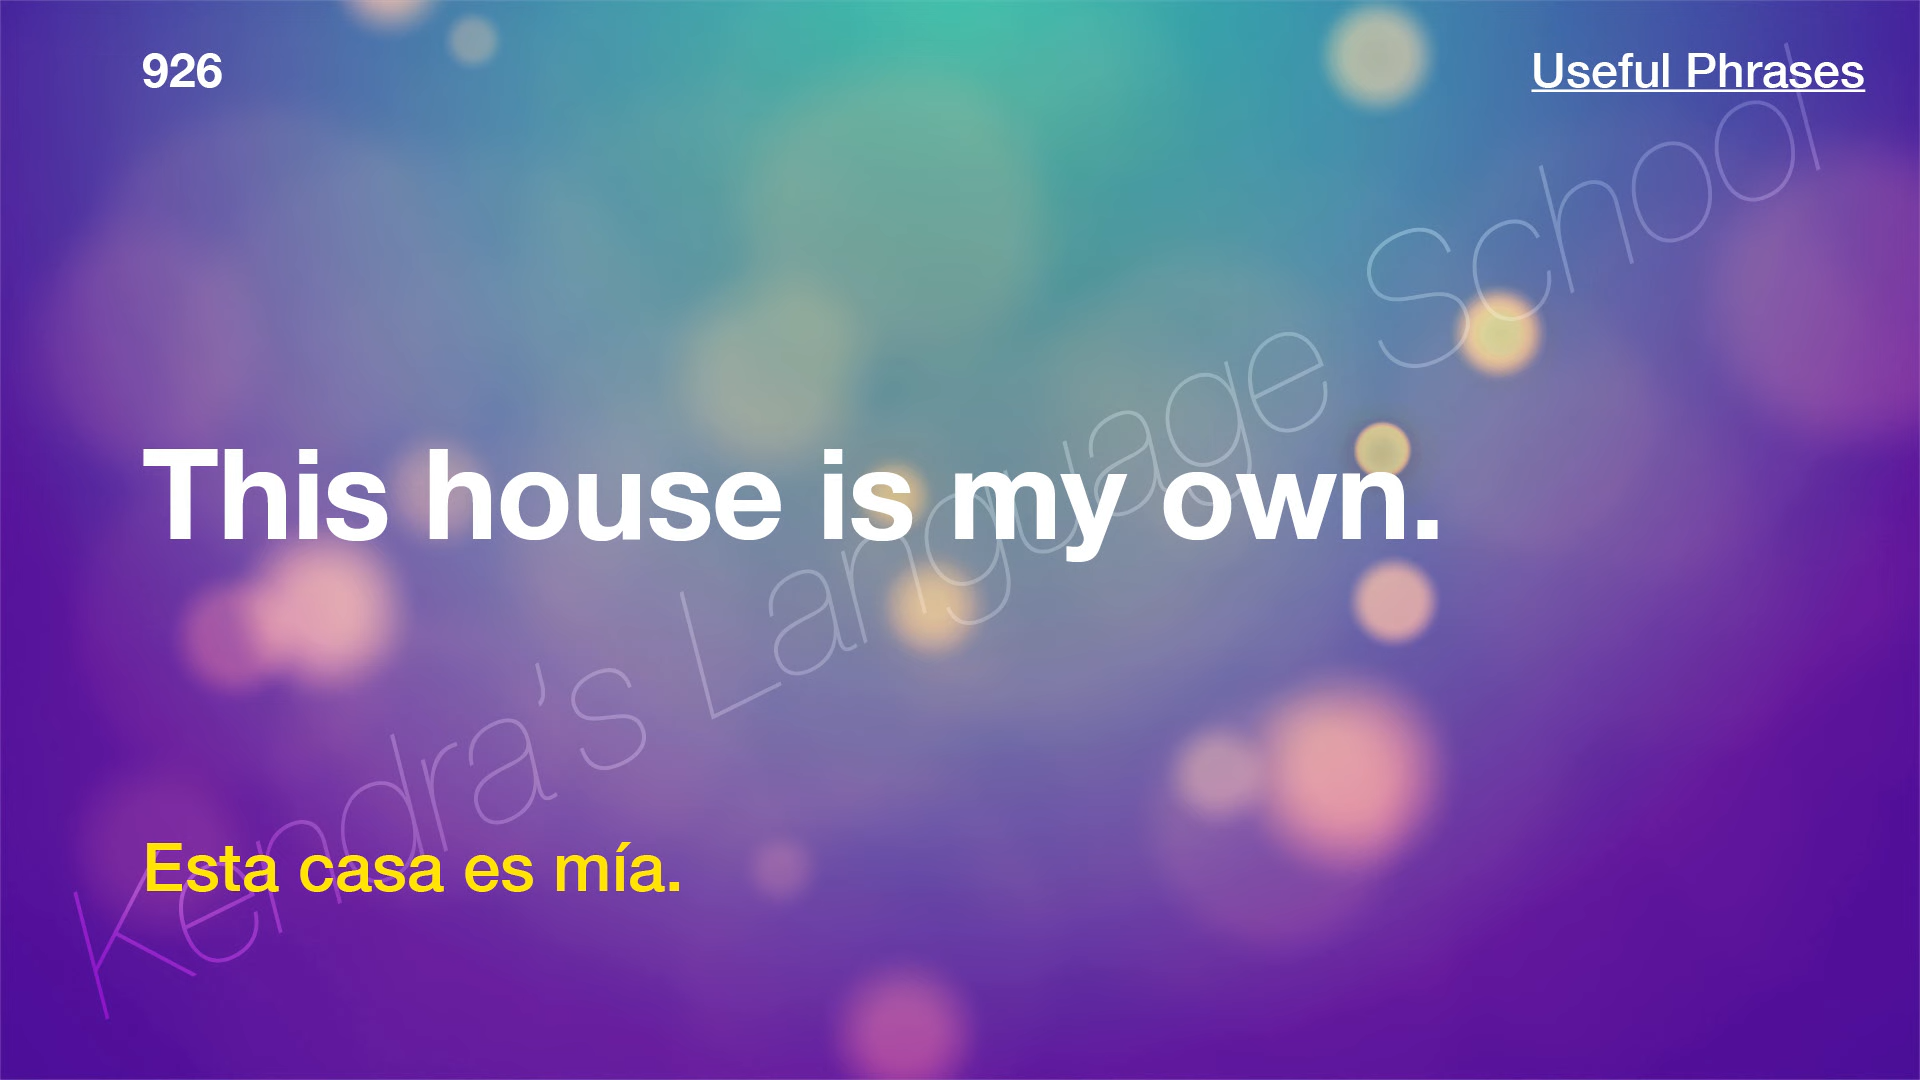 926
Useful Phrases
This house is my own.
Esta casa es mía.
Kendra's Language School